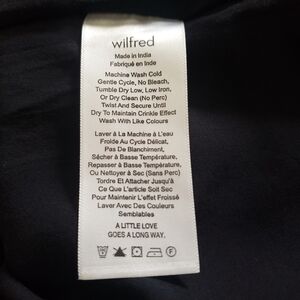 wilfred
Made in India
Fabriqué en Inde
Machine Wash Cold
Gentle Cycle, No Bleach,
Tumble Dry Low, Low Iron,
Or Dry Clean (No Perc)
Twist And Secure Until
Dry To Maintain Crinkle Effect
Wash With Like Colours
Laver À La Machine À L'eau
Froide Au Cycle Délicat,
Pas De Blanchiment,
Sécher à Basse Température,
Repasser à Basse Température,
Ou Nettoyer à Sec (Sans Perc)
Tordre Et Attacher Jusqu'à
Ce Que L'article Soit Sec
Pour Maintenir L'effet Froissé
Laver Avec Des Couleurs
Semblables
A LITTLE LOVE
GOES A LONG WAY.
F